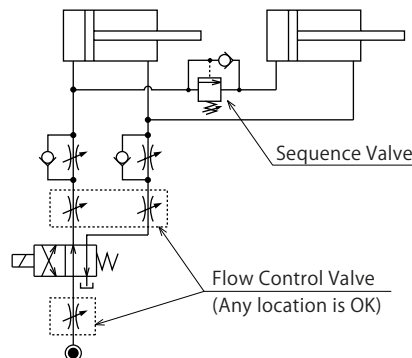 Sequence Valve
Flow Control Valve
(Any location is OK)